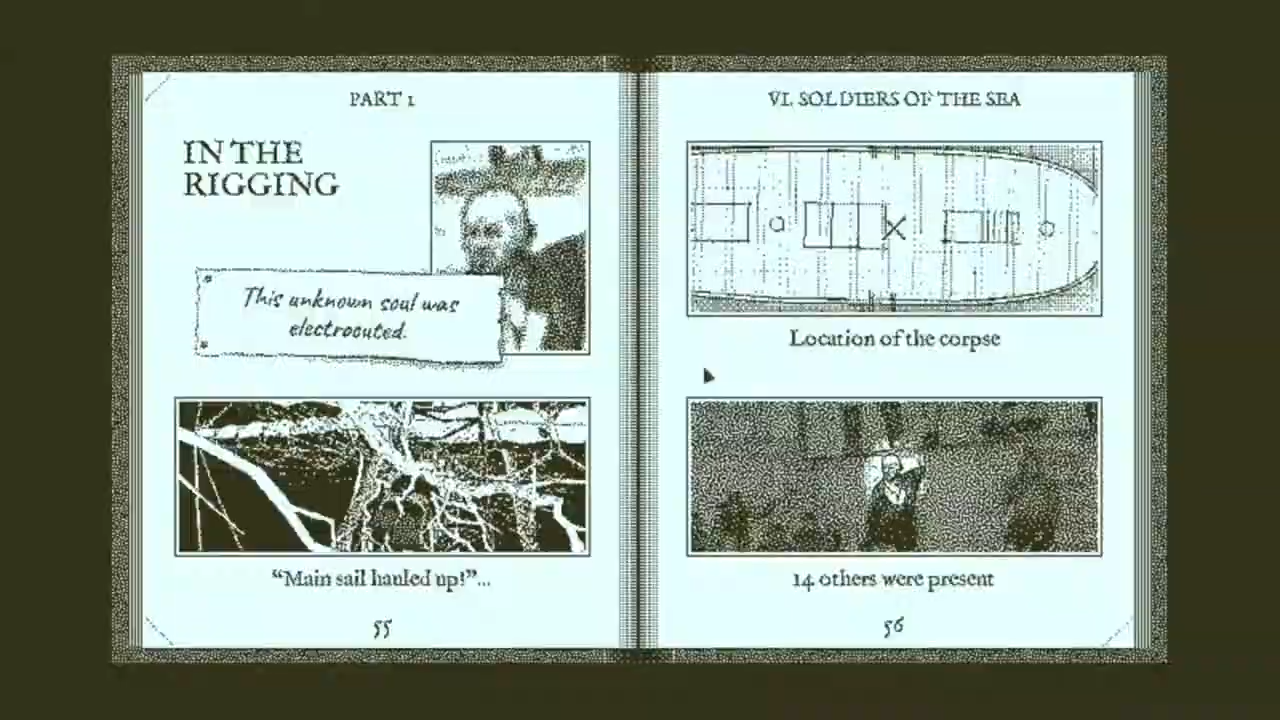 PART 1
IN THE
RIGGING
This unknown soul was
electrocuted.
"Main sail hauled up!"...
55
VI. SOLDIERS OF THE SEA
Location of the corpse
14 others were present
56